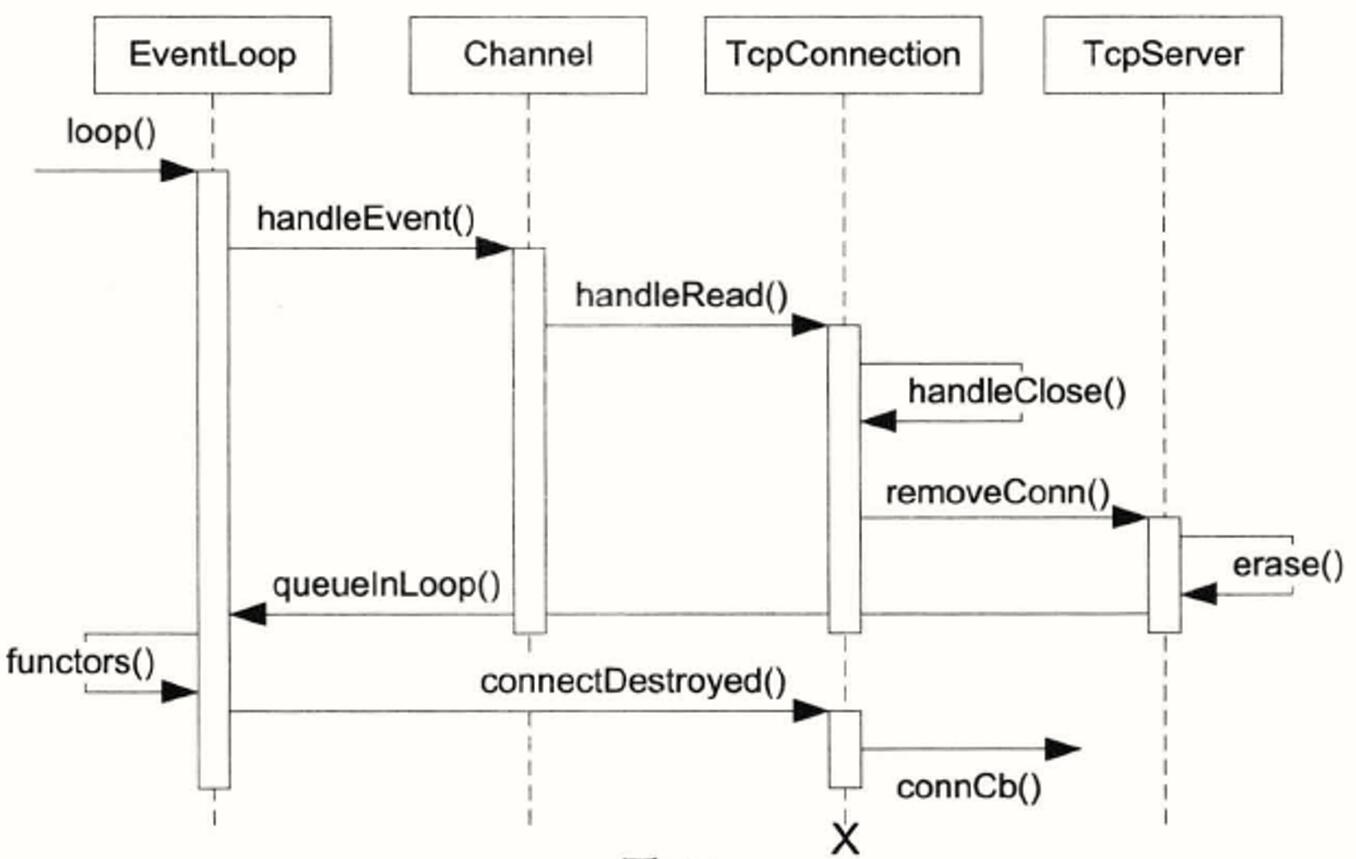 EventLoop
Channel
TcpConnection
TcpServer
loop()
handleEvent()
handleRead()
handleClose()
removeConn()
erase()
queueInLoop()
functors()
connectDestroyed()
connCb()
X